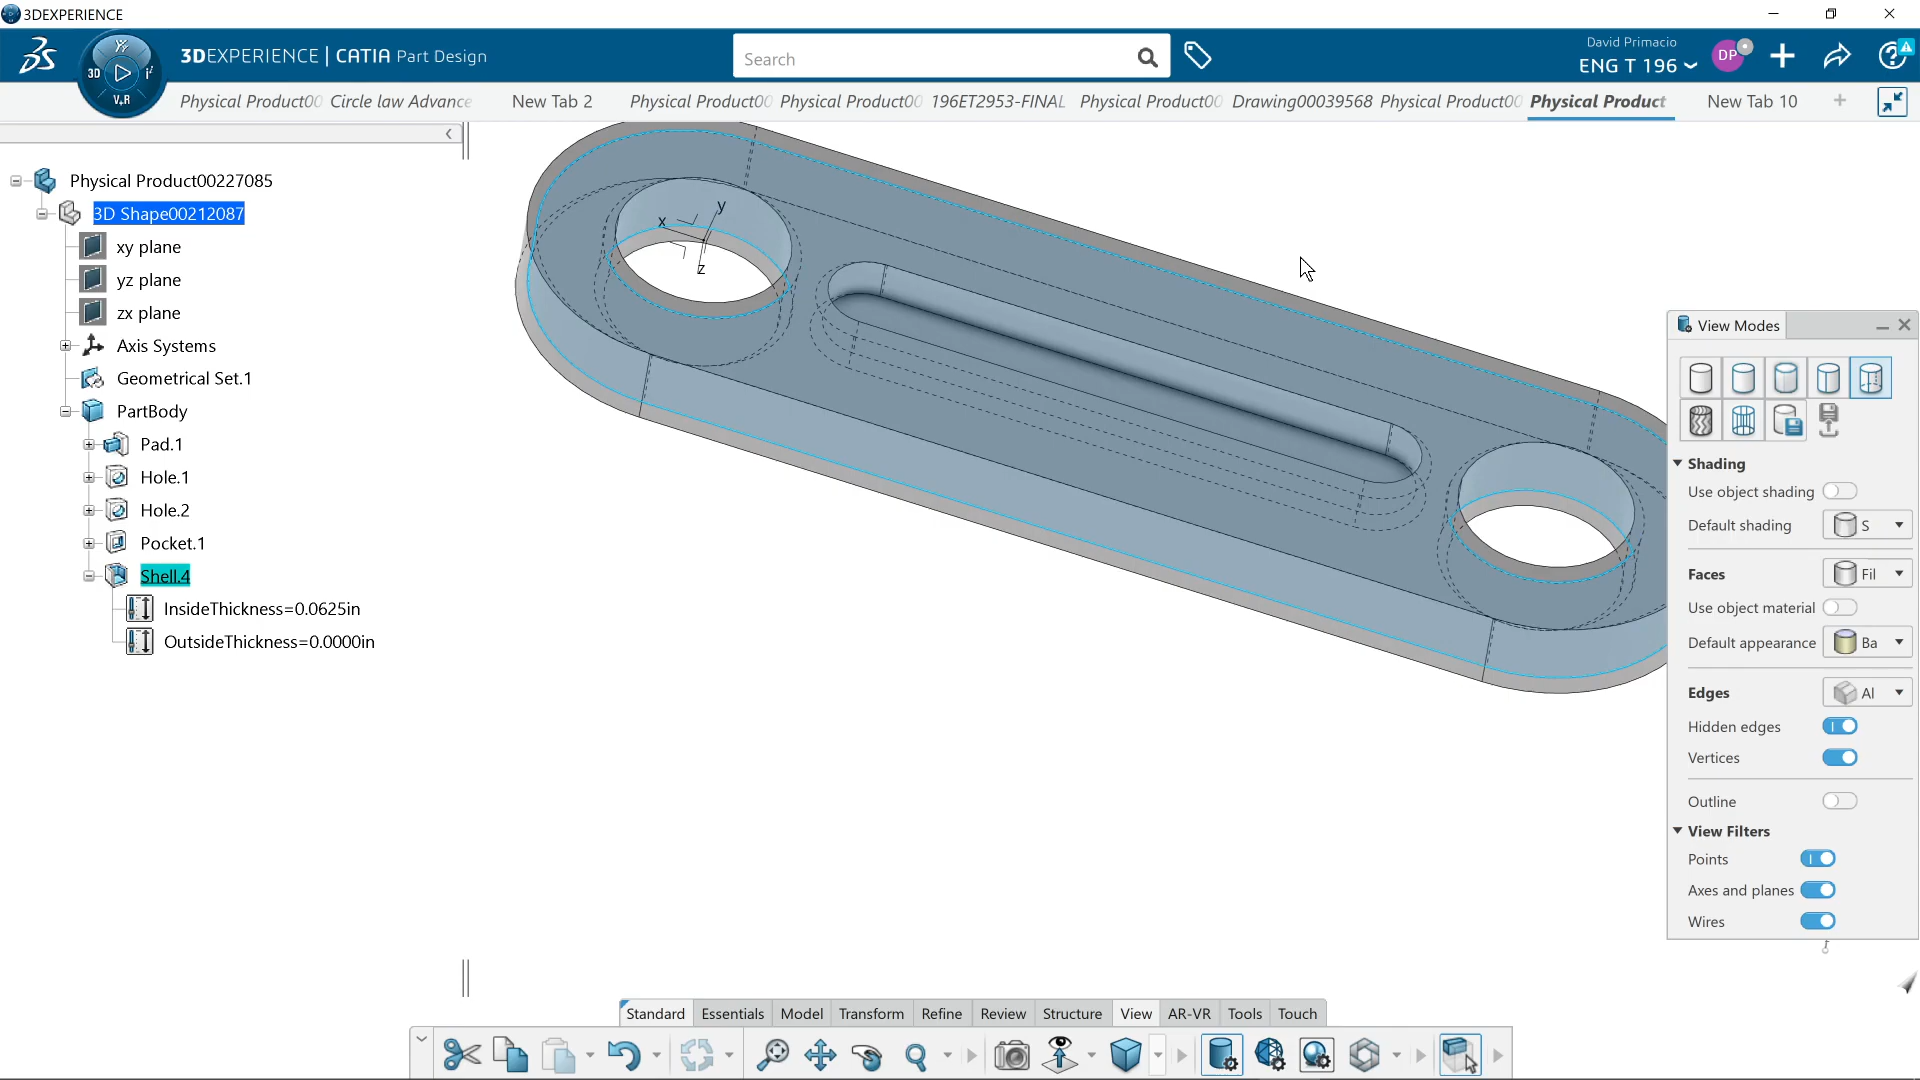 3DEXPERIENCE
3DEXPERIENCE | CATIA Part Design
Search
David Primacio
ENG T 196
DP
3D
V.R
Physical Product00
Circle law Advance
New Tab 2
Physical Product00
Physical Product00
196ET2953-FINAL
Physical Product00
Drawing00039568
Physical Product00
Physical Product
New Tab 10
Physical Product00227085
3D Shape00212087
xy plane
yz plane
zx plane
Axis Systems
Geometrical Set.1
PartBody
Pad.1
Hole.1
Hole.2
Pocket.1
Shell.4
InsideThickness=0.0625in
OutsideThickness=0.0000in
x
y
z
View Modes
Shading
Use object shading
Default shading
S
Faces
Fil
Use object material
Default appearance
Ba
Edges
Al
Hidden edges
Vertices
Outline
View Filters
Points
Axes and planes
Wires
Standard
Essentials
Model
Transform
Refine
Review
Structure
View
AR-VR
Tools
Touch